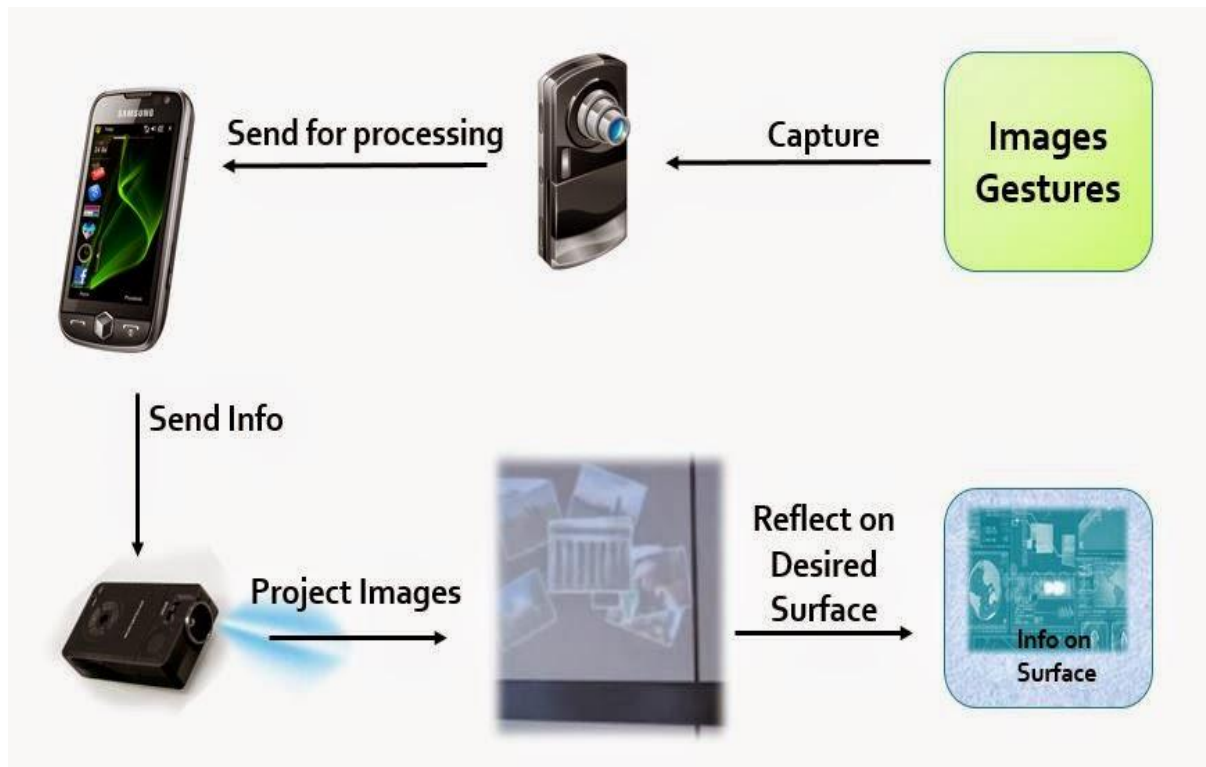 SAMSUNG
Send for processing
Capture
Images
Gestures
Send Info
Project Images
Reflect on
Desired
Surface
Info on
Surface